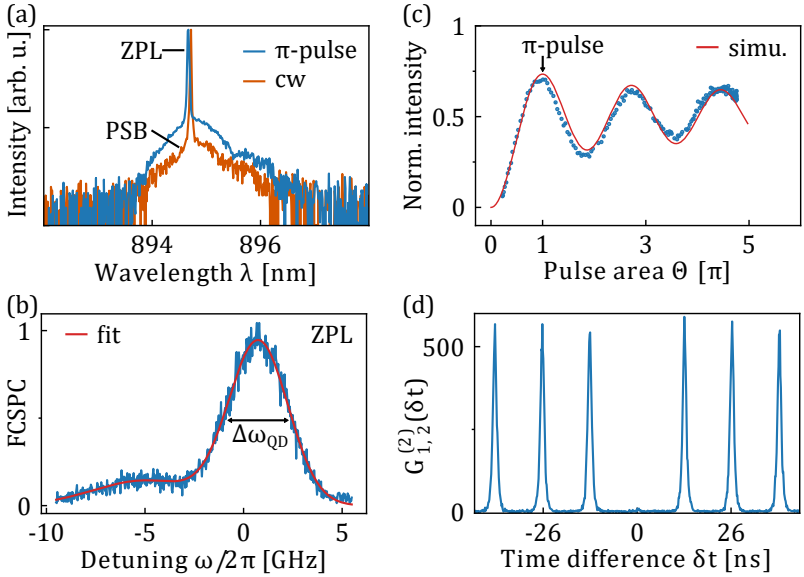 (a)
Intensity [arb. u.]
ZPL
PSB
π-pulse
cw
894
896
Wavelength λ [nm]
(c)
Norm. intensity
1
0.5
0
π-pulse
simu.
0
1
3
5
Pulse area Θ [π]
(b)
FCSPC
1
0
fit
ZPL
Δω_QD
-10
-5
0
5
Detuning ω/2π [GHz]
(d)
G^(2)_1,2(δt)
500
0
-26
0
26
Time difference δt [ns]